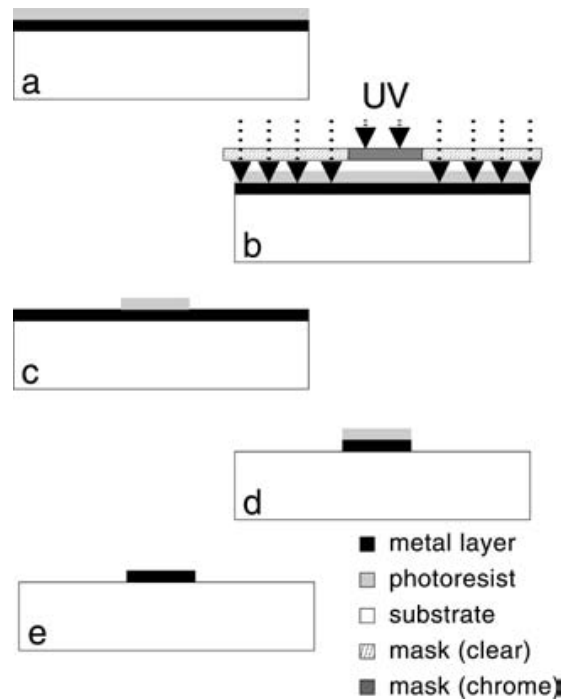 a
UV
b
c
d
metal layer
photoresist
substrate
mask (clear)
mask (chrome)
e